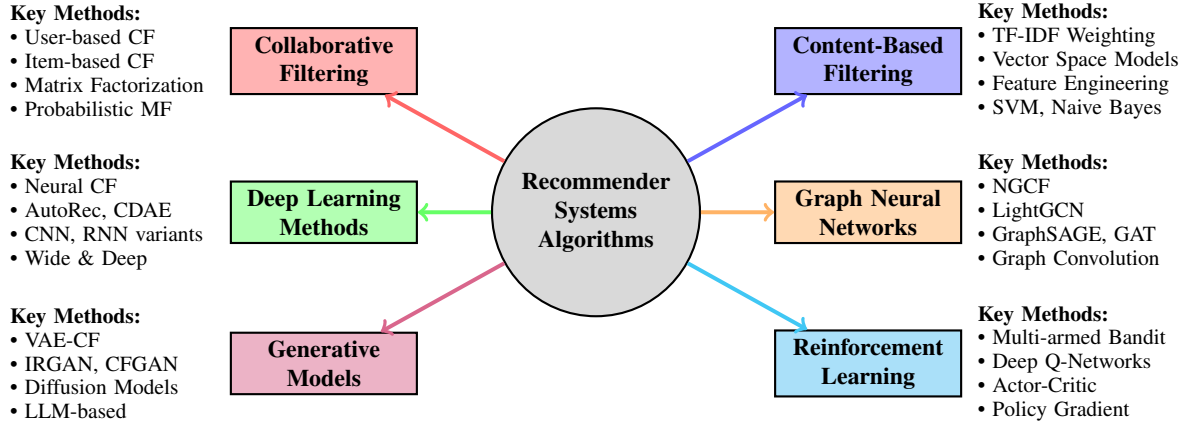 Key Methods:
• User-based CF
• Item-based CF
• Matrix Factorization
• Probabilistic MF
Collaborative
Filtering
Content-Based
Filtering
Key Methods:
• TF-IDF Weighting
• Vector Space Models
• Feature Engineering
• SVM, Naive Bayes
Key Methods:
• Neural CF
• AutoRec, CDAE
• CNN, RNN variants
• Wide & Deep
Deep Learning
Methods
Recommender
Systems
Algorithms
Graph Neural
Networks
Key Methods:
• NGCF
• LightGCN
• GraphSAGE, GAT
• Graph Convolution
Key Methods:
• VAE-CF
• IRGAN, CFGAN
• Diffusion Models
• LLM-based
Generative
Models
Reinforcement
Learning
Key Methods:
• Multi-armed Bandit
• Deep Q-Networks
• Actor-Critic
• Policy Gradient